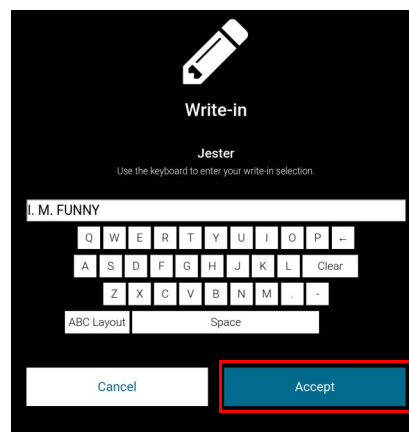 Write-in
Jester
Use the keyboard to enter your write-in selection.
I. M. FUNNY
Q W E R T Y U I O P ←
A S D F G H J K L Clear
Z X C V B N M . -
ABC Layout Space
Cancel Accept